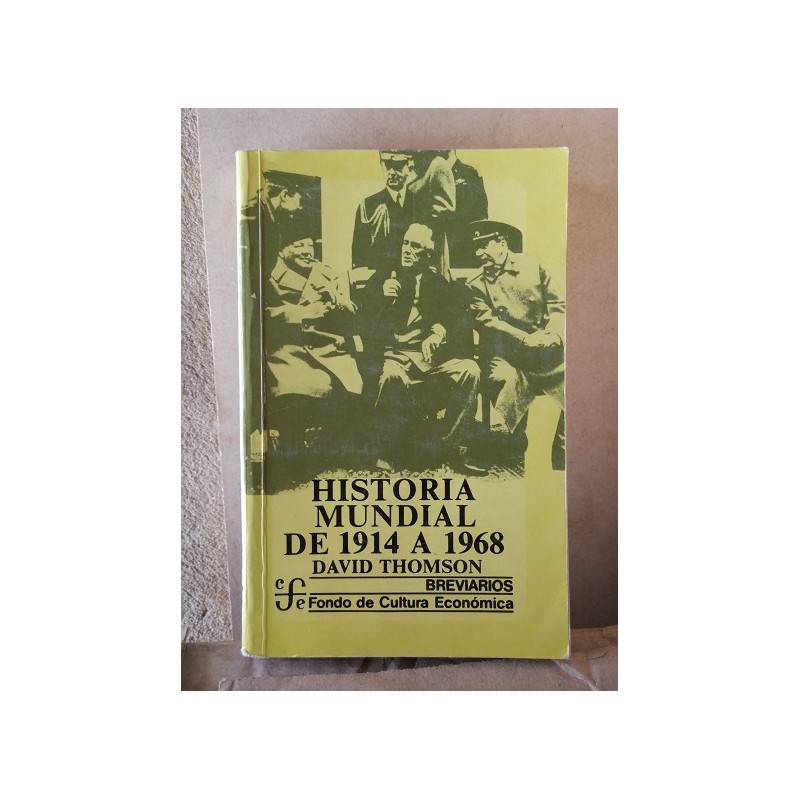 HISTORIA
MUNDIAL
DE 1914 A 1968
DAVID THOMSON
BREVIARIOS
cfe Fondo de Cultura Económica